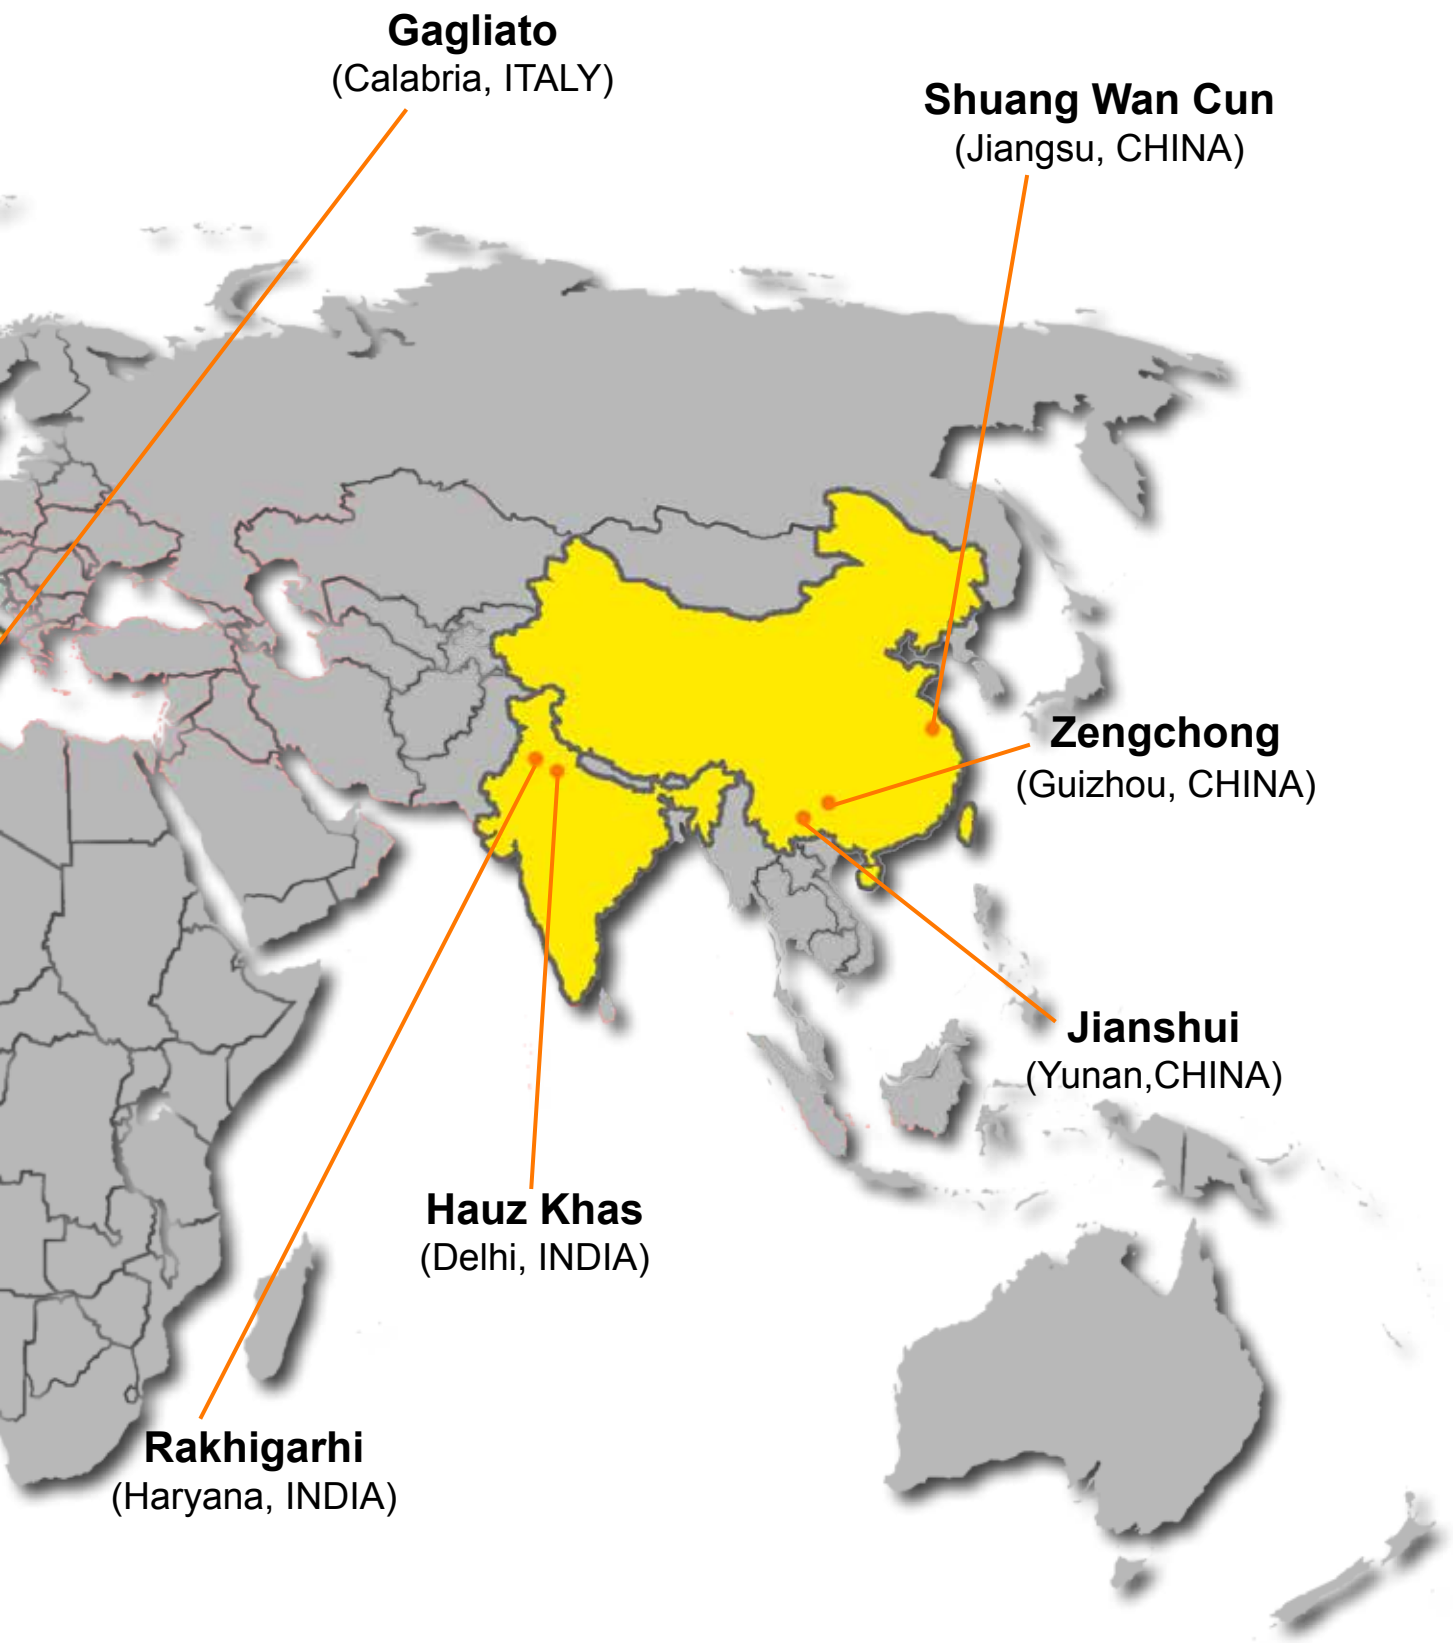 Gagliato
(Calabria, ITALY)
Shuang Wan Cun
(Jiangsu, CHINA)
Zengchong
(Guizhou, CHINA)
Jianshui
(Yunan,CHINA)
Hauz Khas
(Delhi, INDIA)
Rakhigarhi
(Haryana, INDIA)